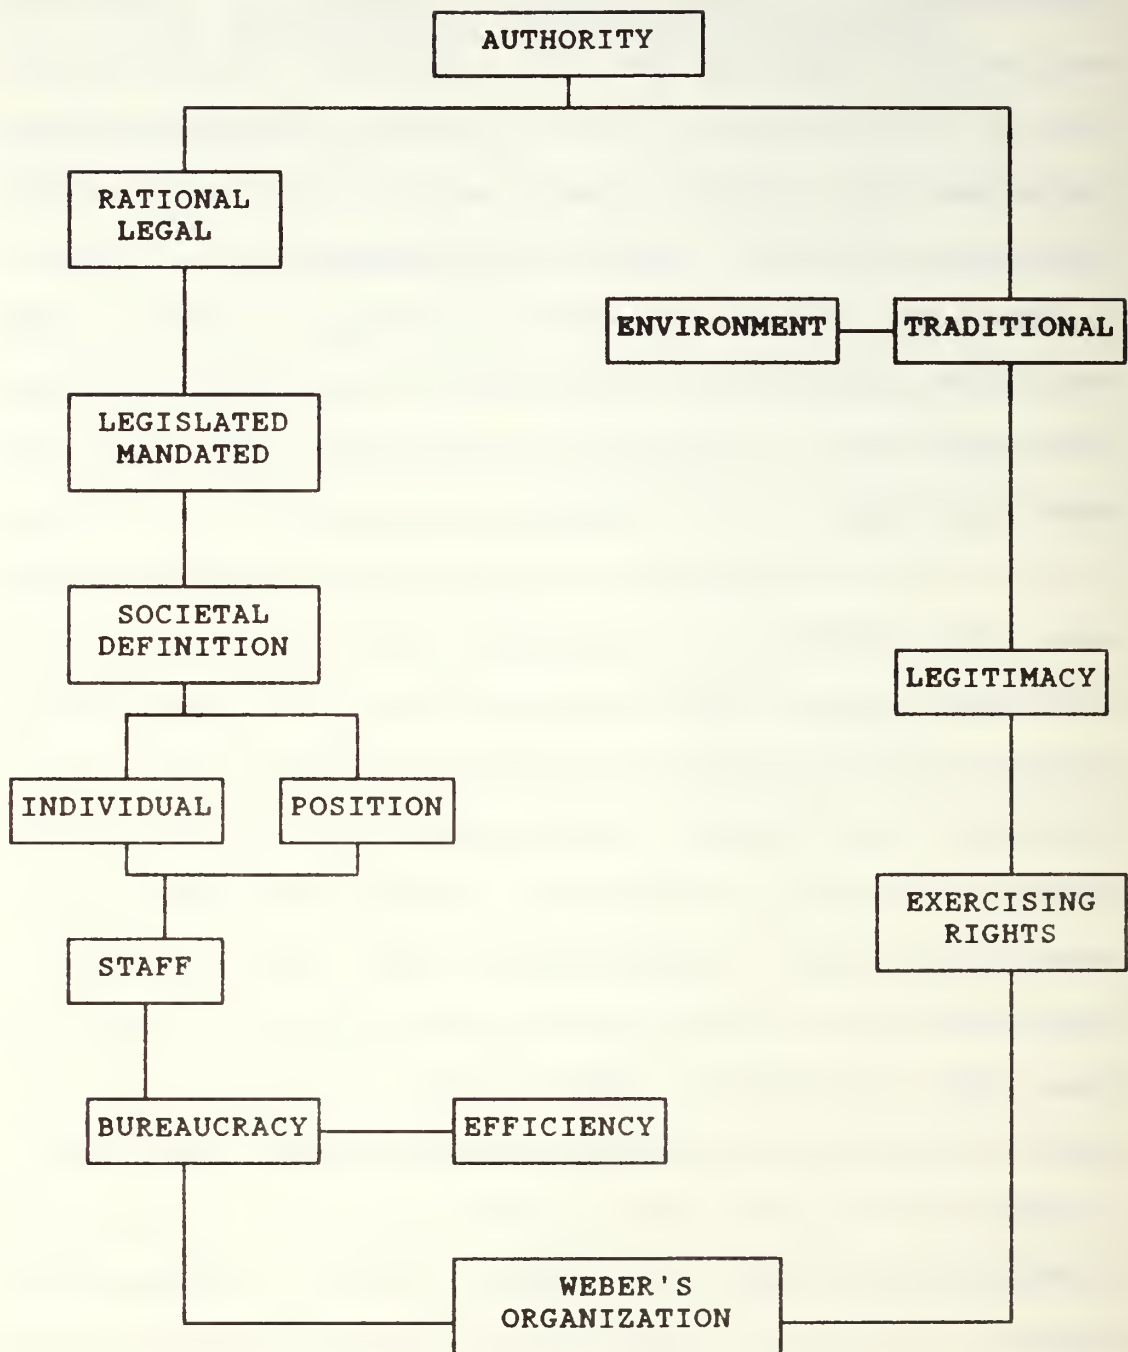 AUTHORITY
RATIONAL
LEGAL
ENVIRONMENT
TRADITIONAL
LEGISLATED
MANDATED
SOCIETAL
DEFINITION
LEGITIMACY
INDIVIDUAL
POSITION
EXERCISING
RIGHTS
STAFF
BUREAUCRACY
EFFICIENCY
WEBER'S
ORGANIZATION